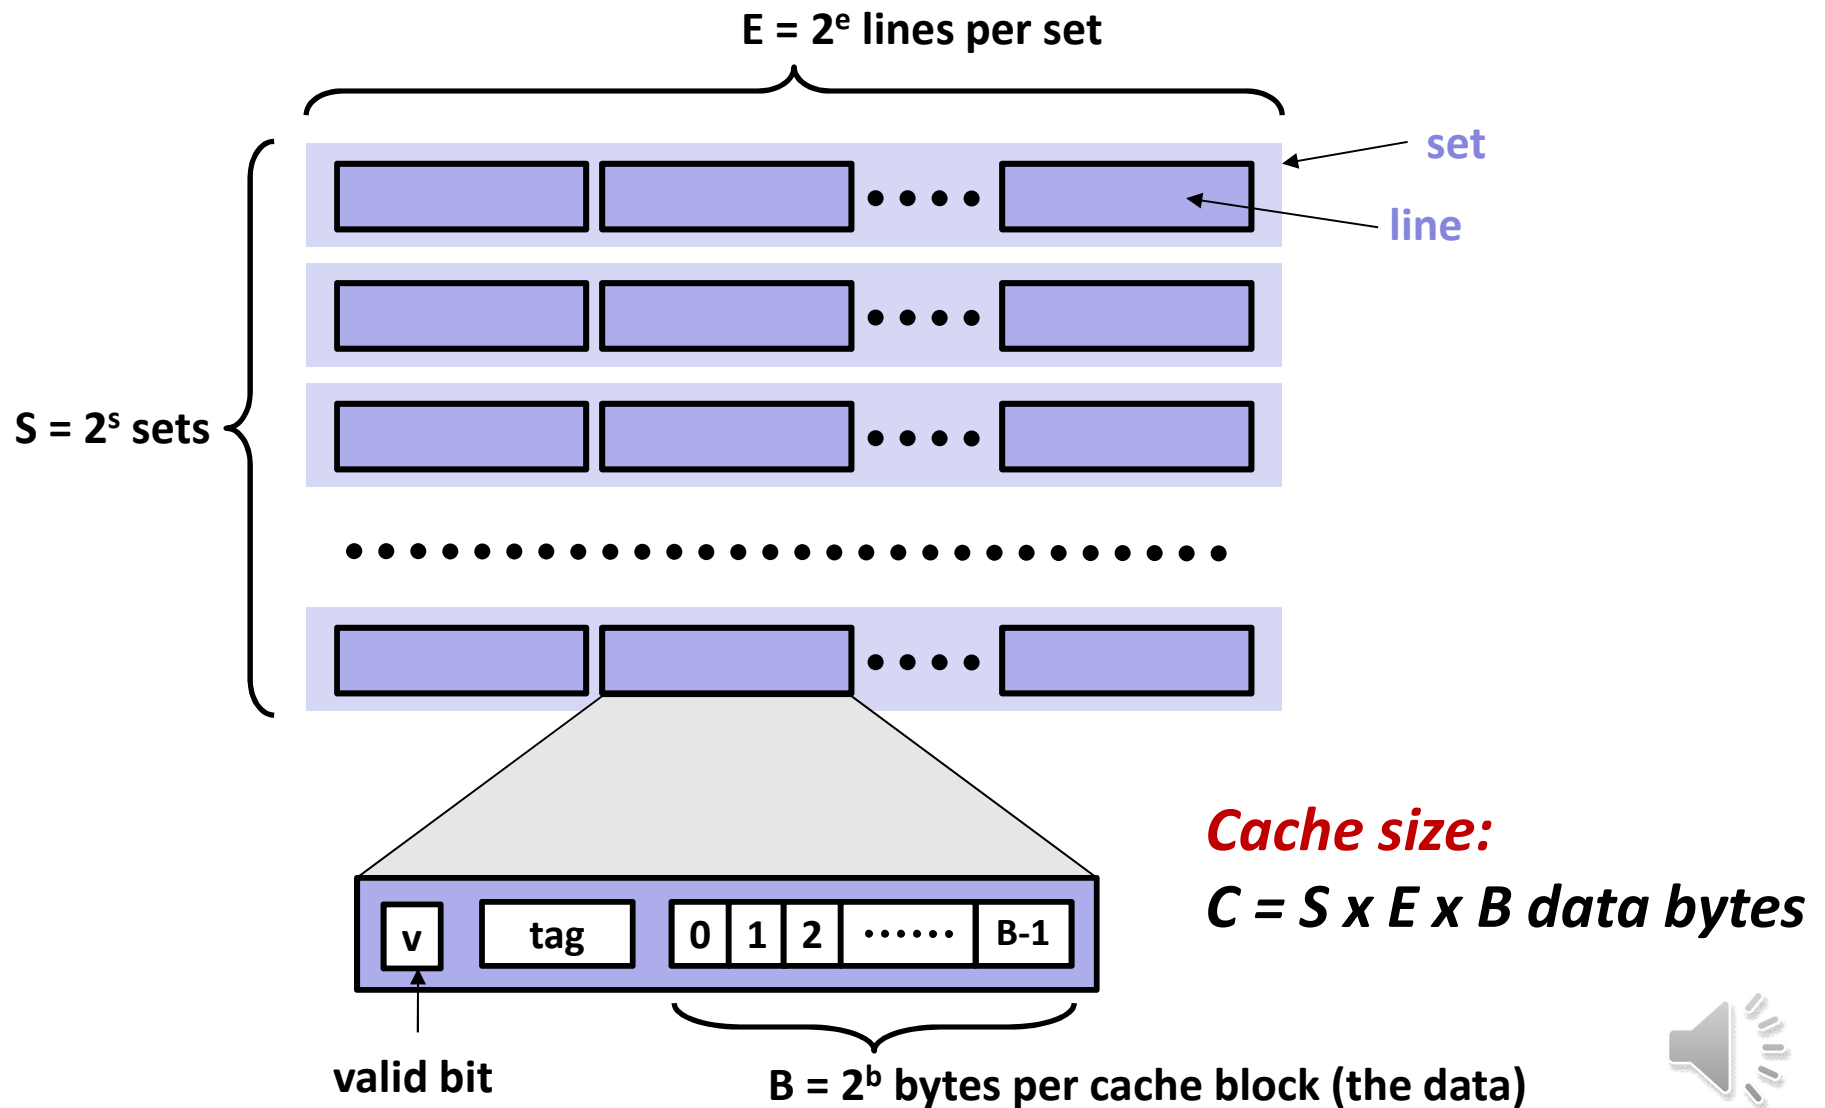 E = 2ᵉ lines per set
set
line
S = 2ˢ sets
Cache size:
C = S x E x B data bytes
v
tag
0 1 2 ······ B-1
valid bit
B = 2ᵇ bytes per cache block (the data)